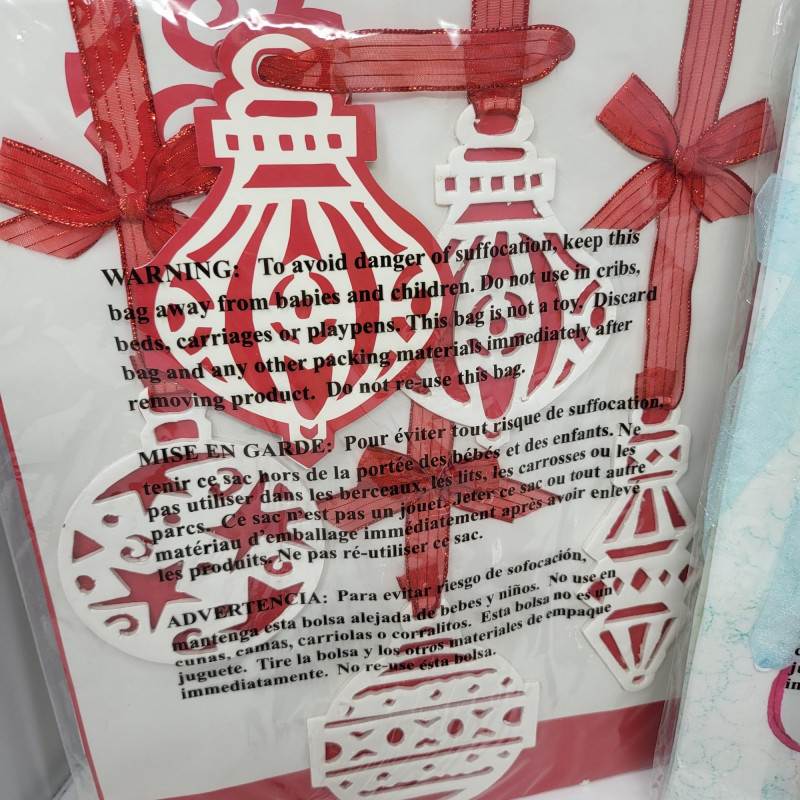 WARNING: To avoid danger of suffocation, keep this
bag away from babies and children. Do not use in cribs,
beds, carriages or playpens. This bag is not a toy. Discard
bag and any other packing materials immediately after
removing product. Do not re-use this bag.
MISE EN GARDE: Pour éviter tout risque de suffocation,
tenir ce sac hors de la portée des bébés et des enfants. Ne
pas utiliser dans les berceaux, les lits, les carrosses ou les
parcs. Ce sac n'est pas un jouet. Jeter ce sac ou tout autre
matériau d'emballage immédiatement après avoir enlevé
les produits. Ne pas ré-utiliser ce sac.
ADVERTENCIA: Para evitar riesgo de sofocación,
mantenga esta bolsa alejada de bebes y niños. No use en
cunas, camas, carriolas o corralitos. Esta bolsa no es un
juguete. Tire la bolsa y los otros materiales de empaque
immediatamente. No re-use ésta bolsa.